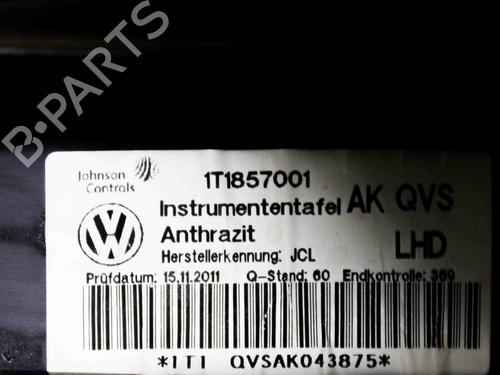 B-PARTS
Johnson Controls
1T1857001
Instrumententafel AK QVS
Anthrazit
Herstellerkennung: JCL
LHD
Prüfdatum: 15.11.2011 Q-Stand: 60 Endkontrolle: 369
*1T1 QVSAK043875*